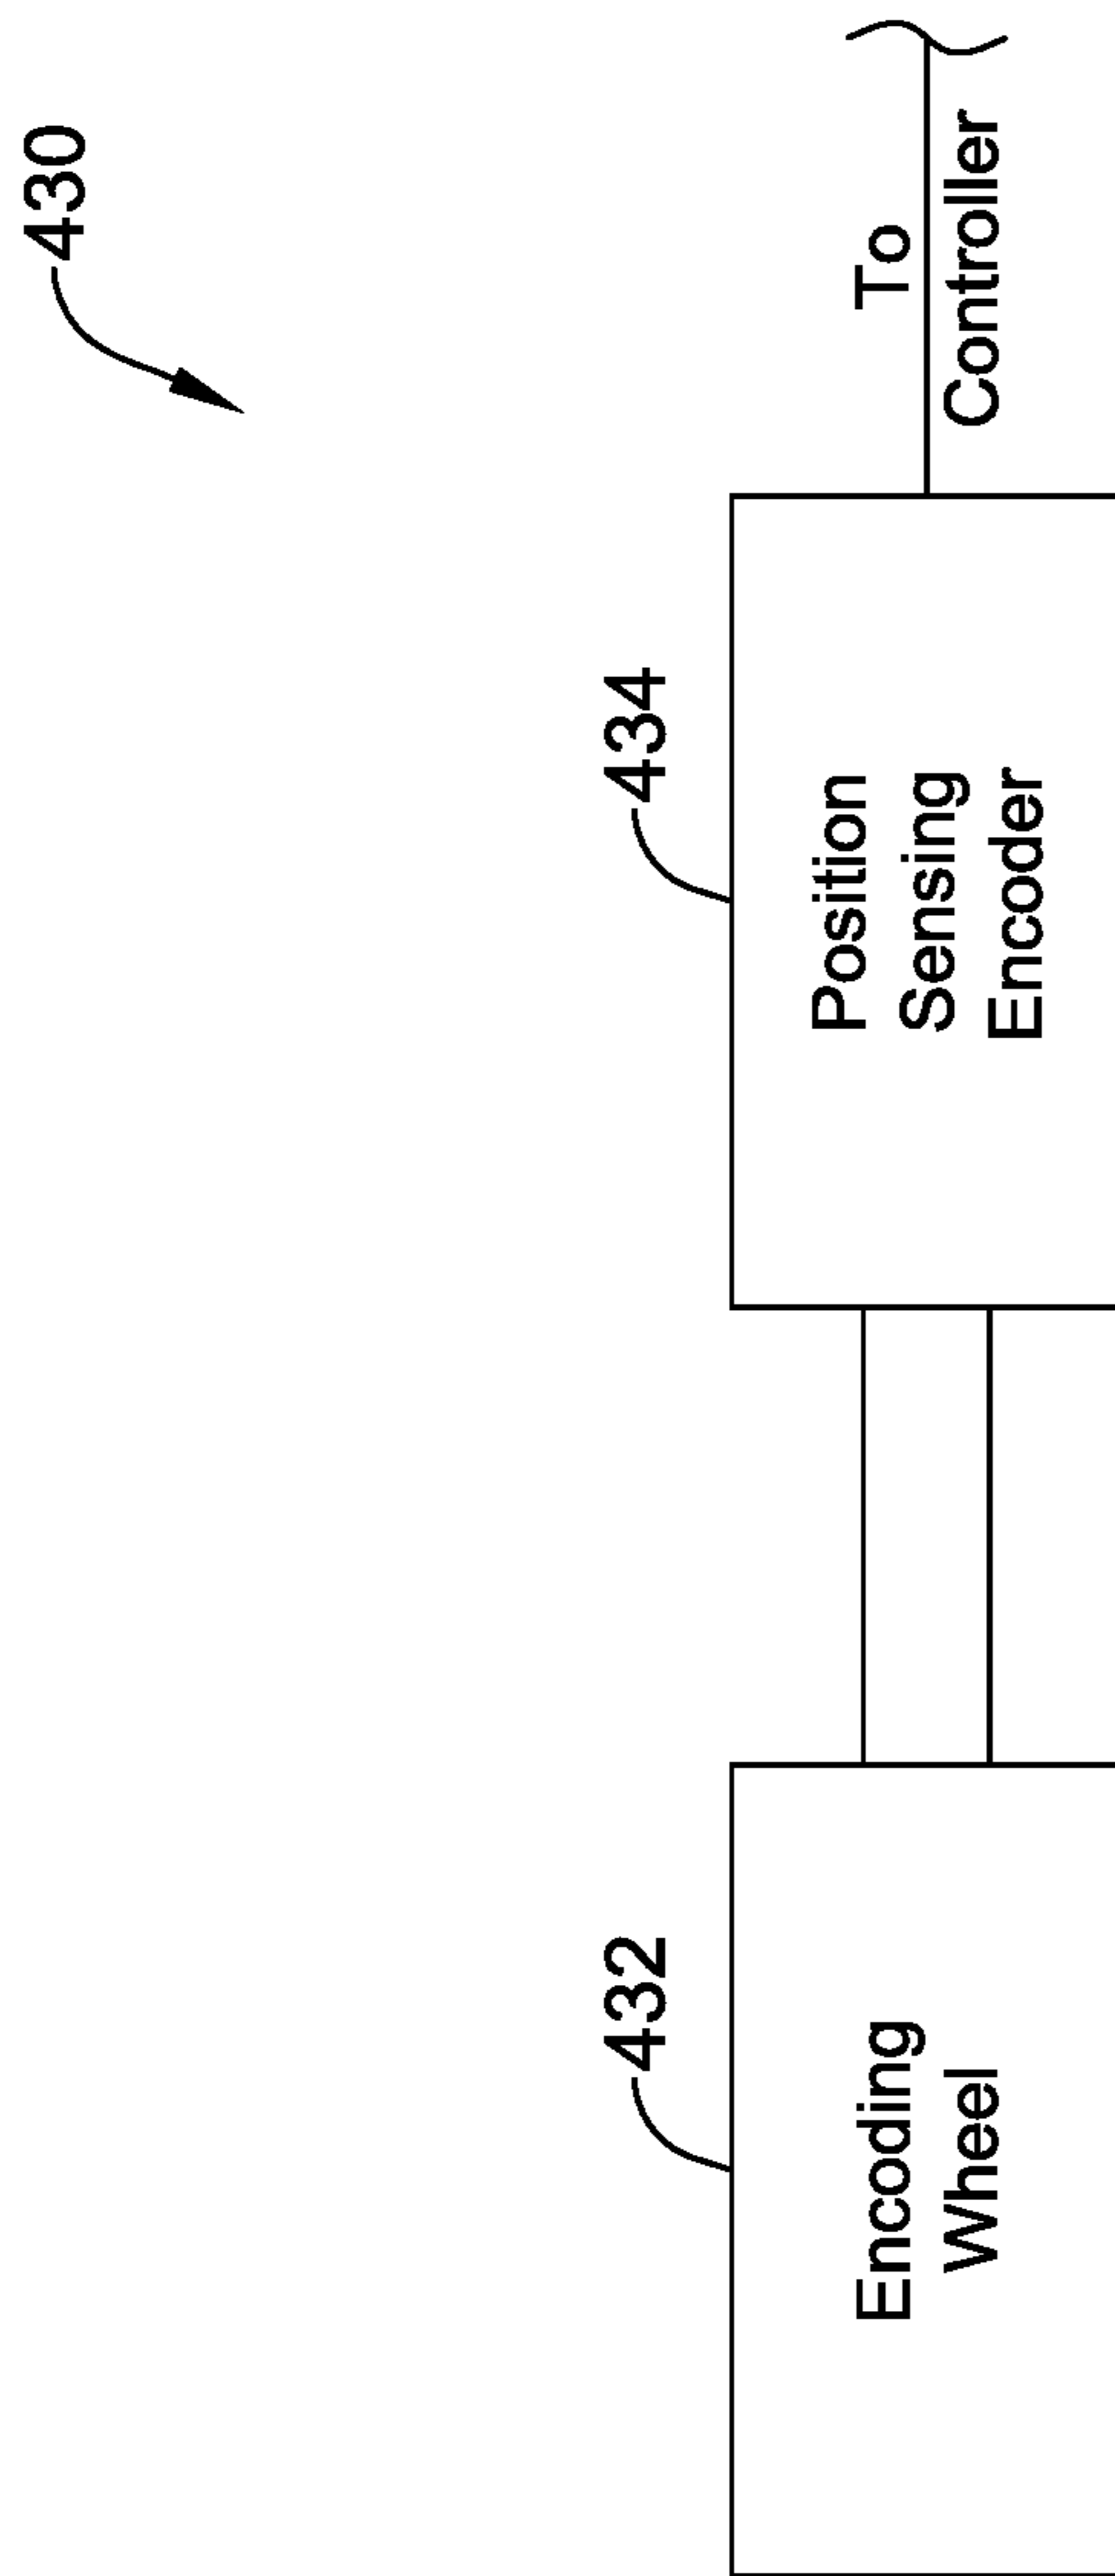 430
432
Encoding
Wheel
434
Position
Sensing
Encoder
To
Controller